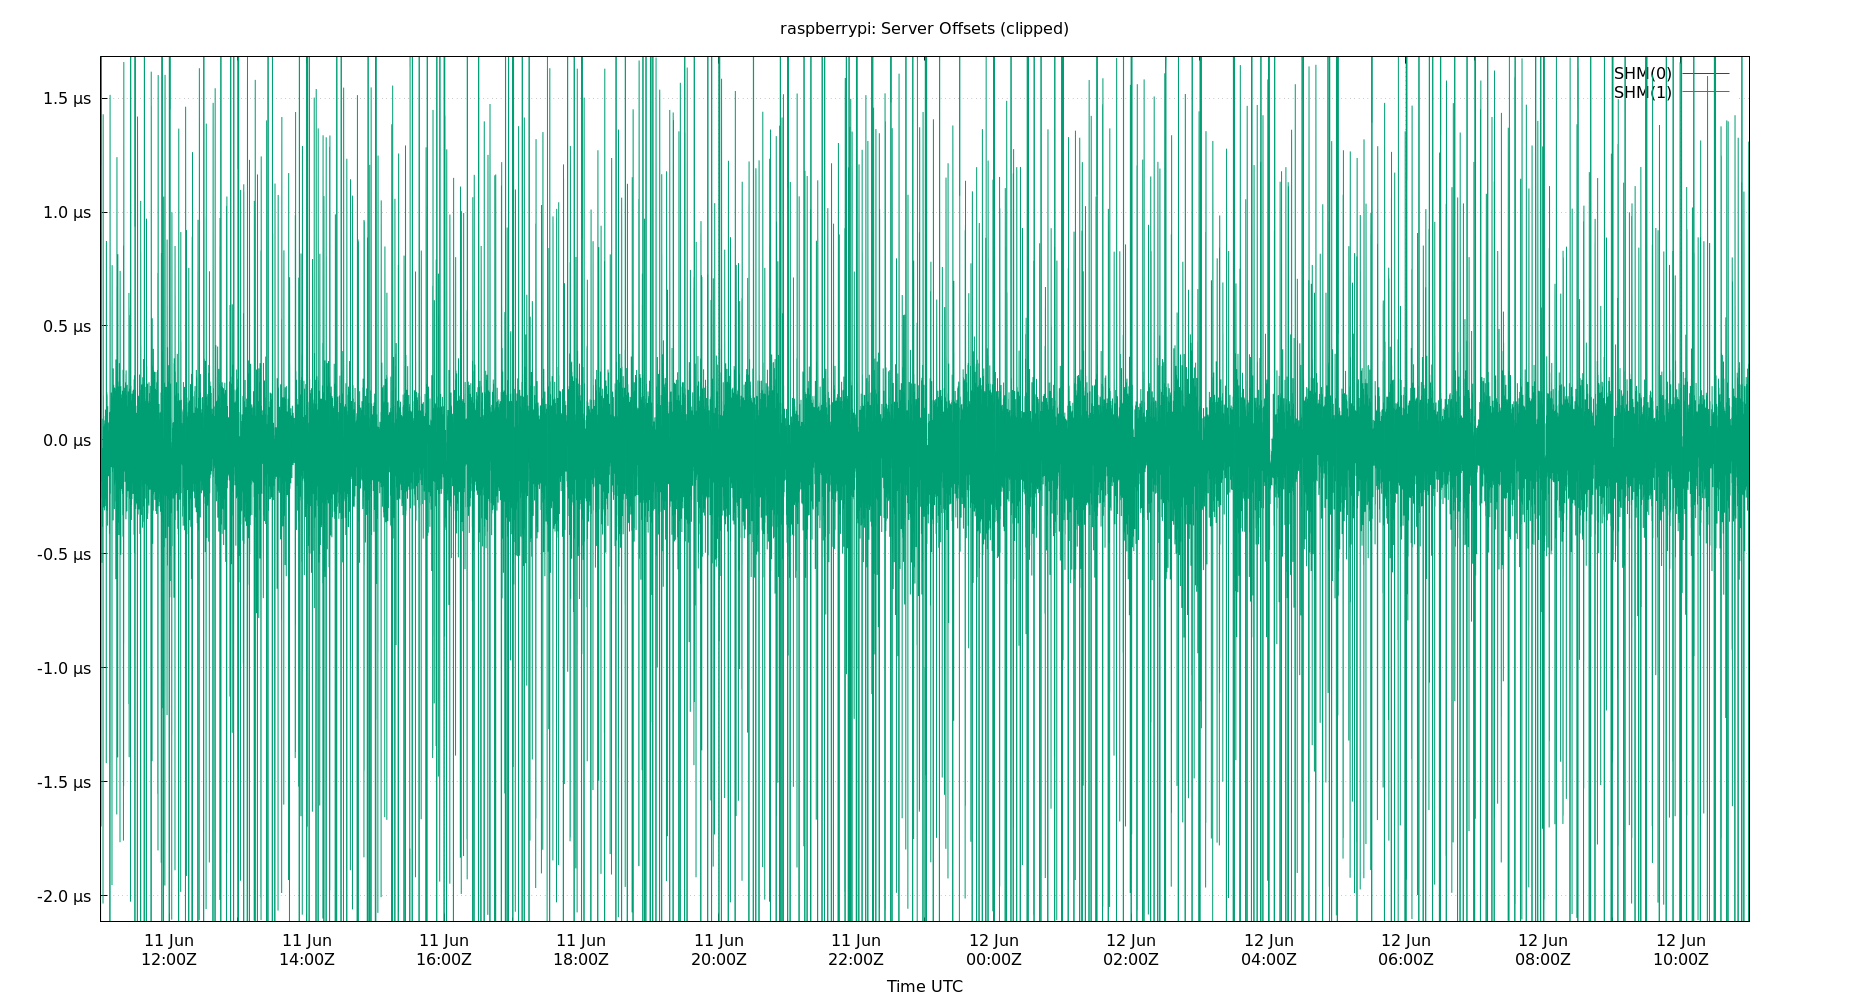 raspberrypi: Server Offsets (clipped)
SHM(0)
SHM(1)
1.5 µs
1.0 µs
0.5 µs
0.0 µs
-0.5 µs
-1.0 µs
-1.5 µs
-2.0 µs
11 Jun 11 Jun 11 Jun 11 Jun 11 Jun 11 Jun 12 Jun 12 Jun 12 Jun 12 Jun 12 Jun 12 Jun
12:00Z 14:00Z 16:00Z 18:00Z 20:00Z 22:00Z 00:00Z 02:00Z 04:00Z 06:00Z 08:00Z 10:00Z
Time UTC